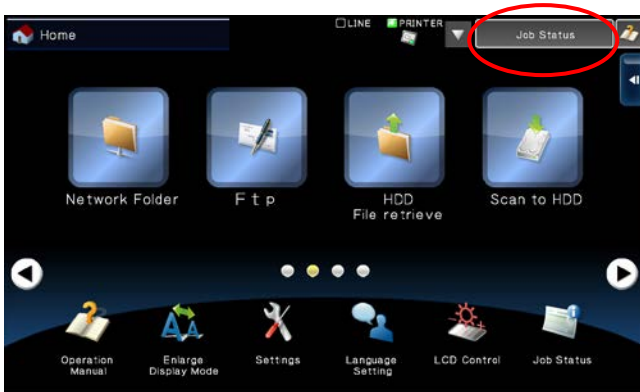 Home
LINE
PRINTER
Job Status
Network Folder
Ftp
HDD
File retrieve
Scan to HDD
Operation
Manual
Enlarge
Display Mode
Settings
Language
Setting
LCD Control
Job Status